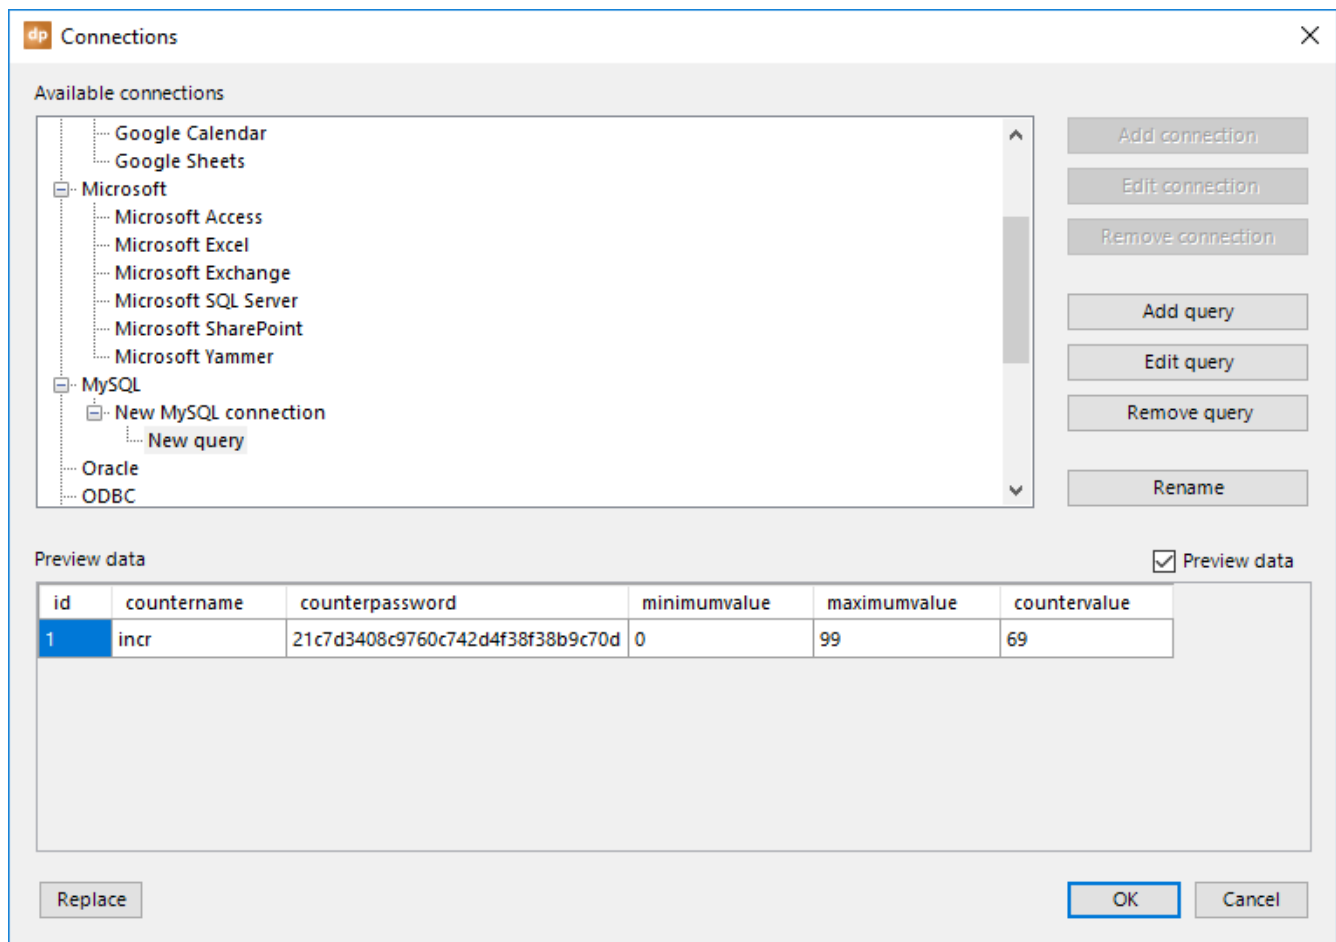 dp Connections
Available connections
Google Calendar
Google Sheets
Microsoft
Microsoft Access
Microsoft Excel
Microsoft Exchange
Microsoft SQL Server
Microsoft SharePoint
Microsoft Yammer
MySQL
New MySQL connection
New query
Oracle
ODBC
Add connection
Edit connection
Remove connection
Add query
Edit query
Remove query
Rename
Preview data
Preview data
id countername counterpassword minimumvalue maximumvalue countervalue
1 incr 21c7d3408c9760c742d4f38f38b9c70d 0 99 69
Replace OK Cancel